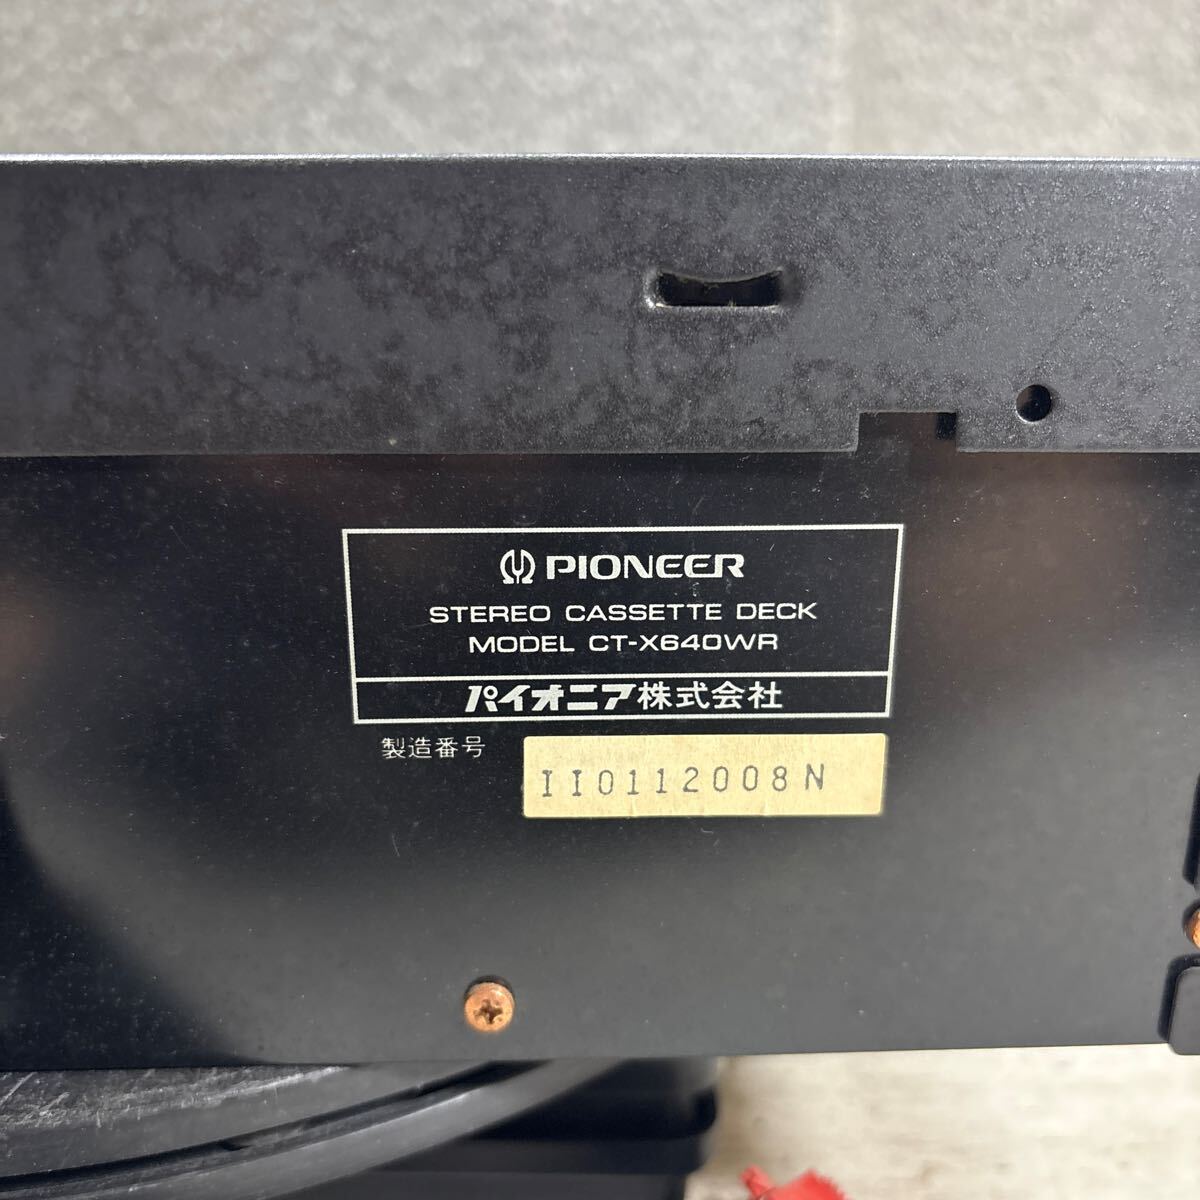 PIONEER
STEREO CASSETTE DECK
MODEL CT-X640WR
パイオニア株式会社
製造番号
II0112008N